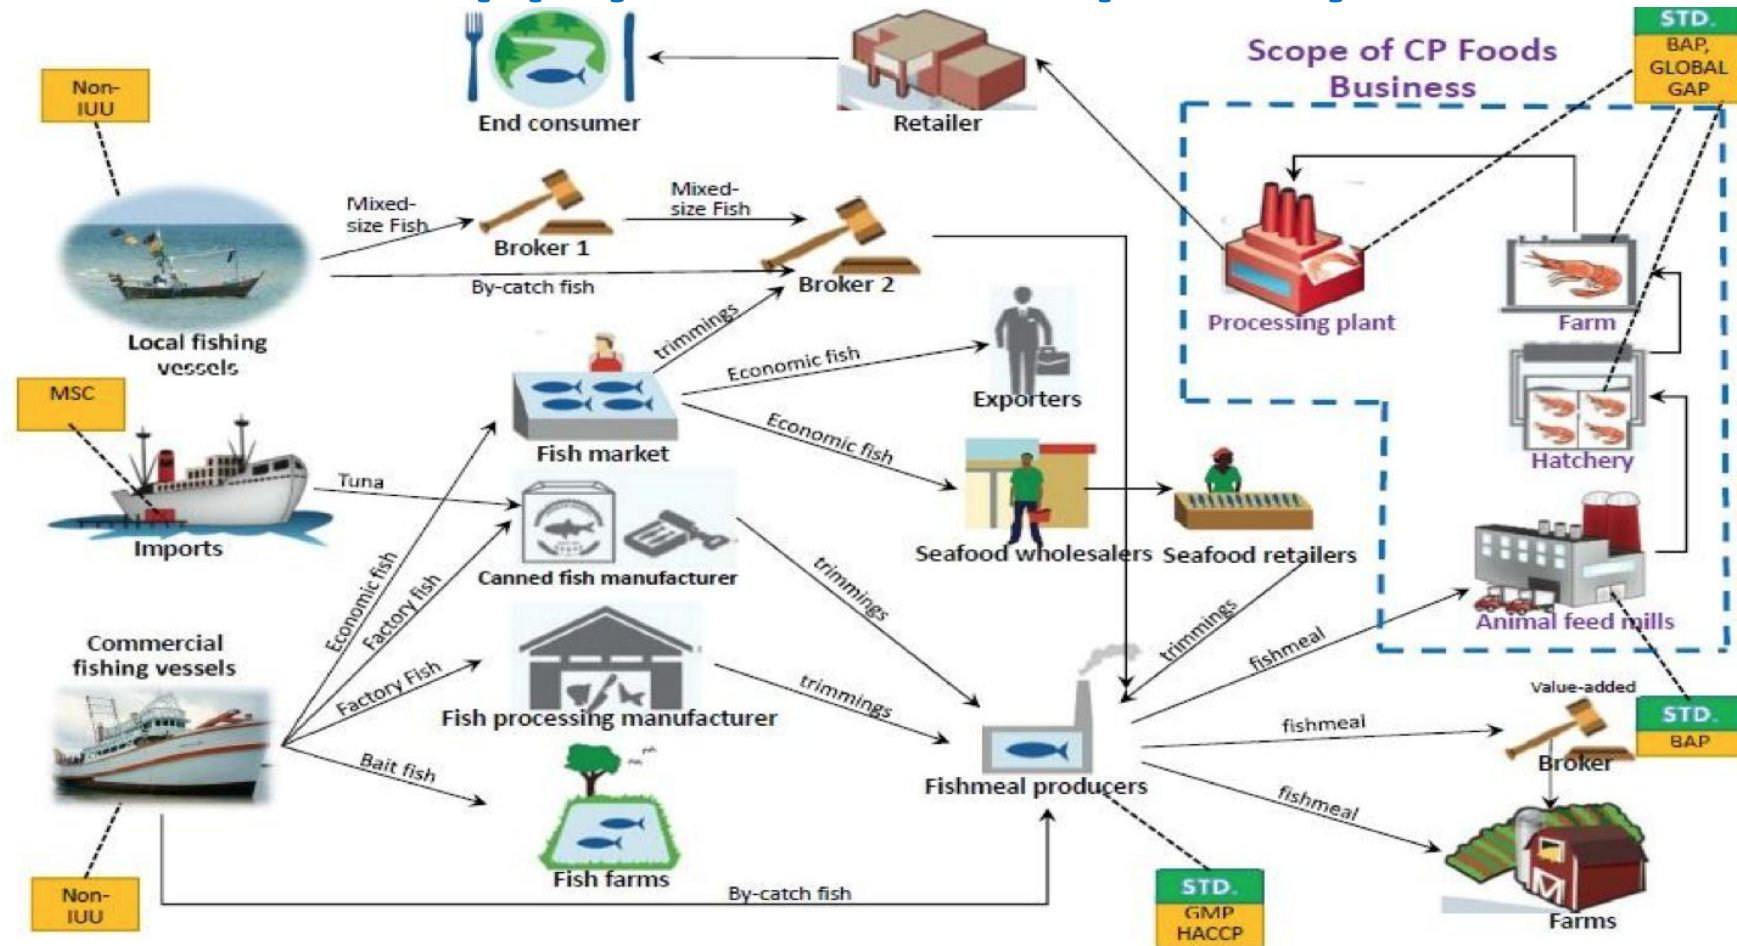 STD.
BAP,
GLOBAL
GAP
Scope of CP Foods
Business
Non-
IUU
End consumer
Retailer
Mixed-
size Fish
Mixed-
size Fish
Broker 1
By-catch fish
Broker 2
Local fishing
vessels
trimmings
Economic fish
Exporters
Processing plant
Farm
MSC
Fish market
Economic fish
Hatchery
Tuna
Imports
Canned fish manufacturer
Seafood wholesalers
Seafood retailers
Economic fish
Factory fish
trimmings
trimmings
fishmeal
Animal feed mills
Commercial
fishing vessels
Factory Fish
Fish processing manufacturer
trimmings
Value-added
STD.
BAP
fishmeal
Broker
Bait fish
Fishmeal producers
fishmeal
Fish farms
By-catch fish
Non-
IUU
STD.
GMP
HACCP
Farms